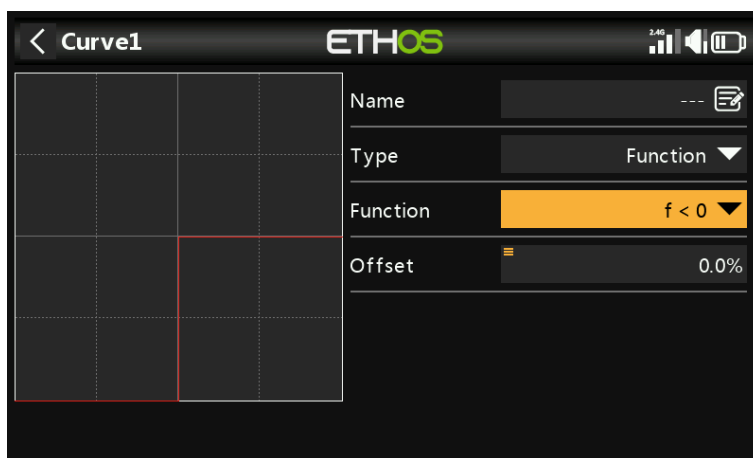 Curve1
ETHOS
2.4G
Name
---
Type
Function
Function
f < 0
Offset
0.0%